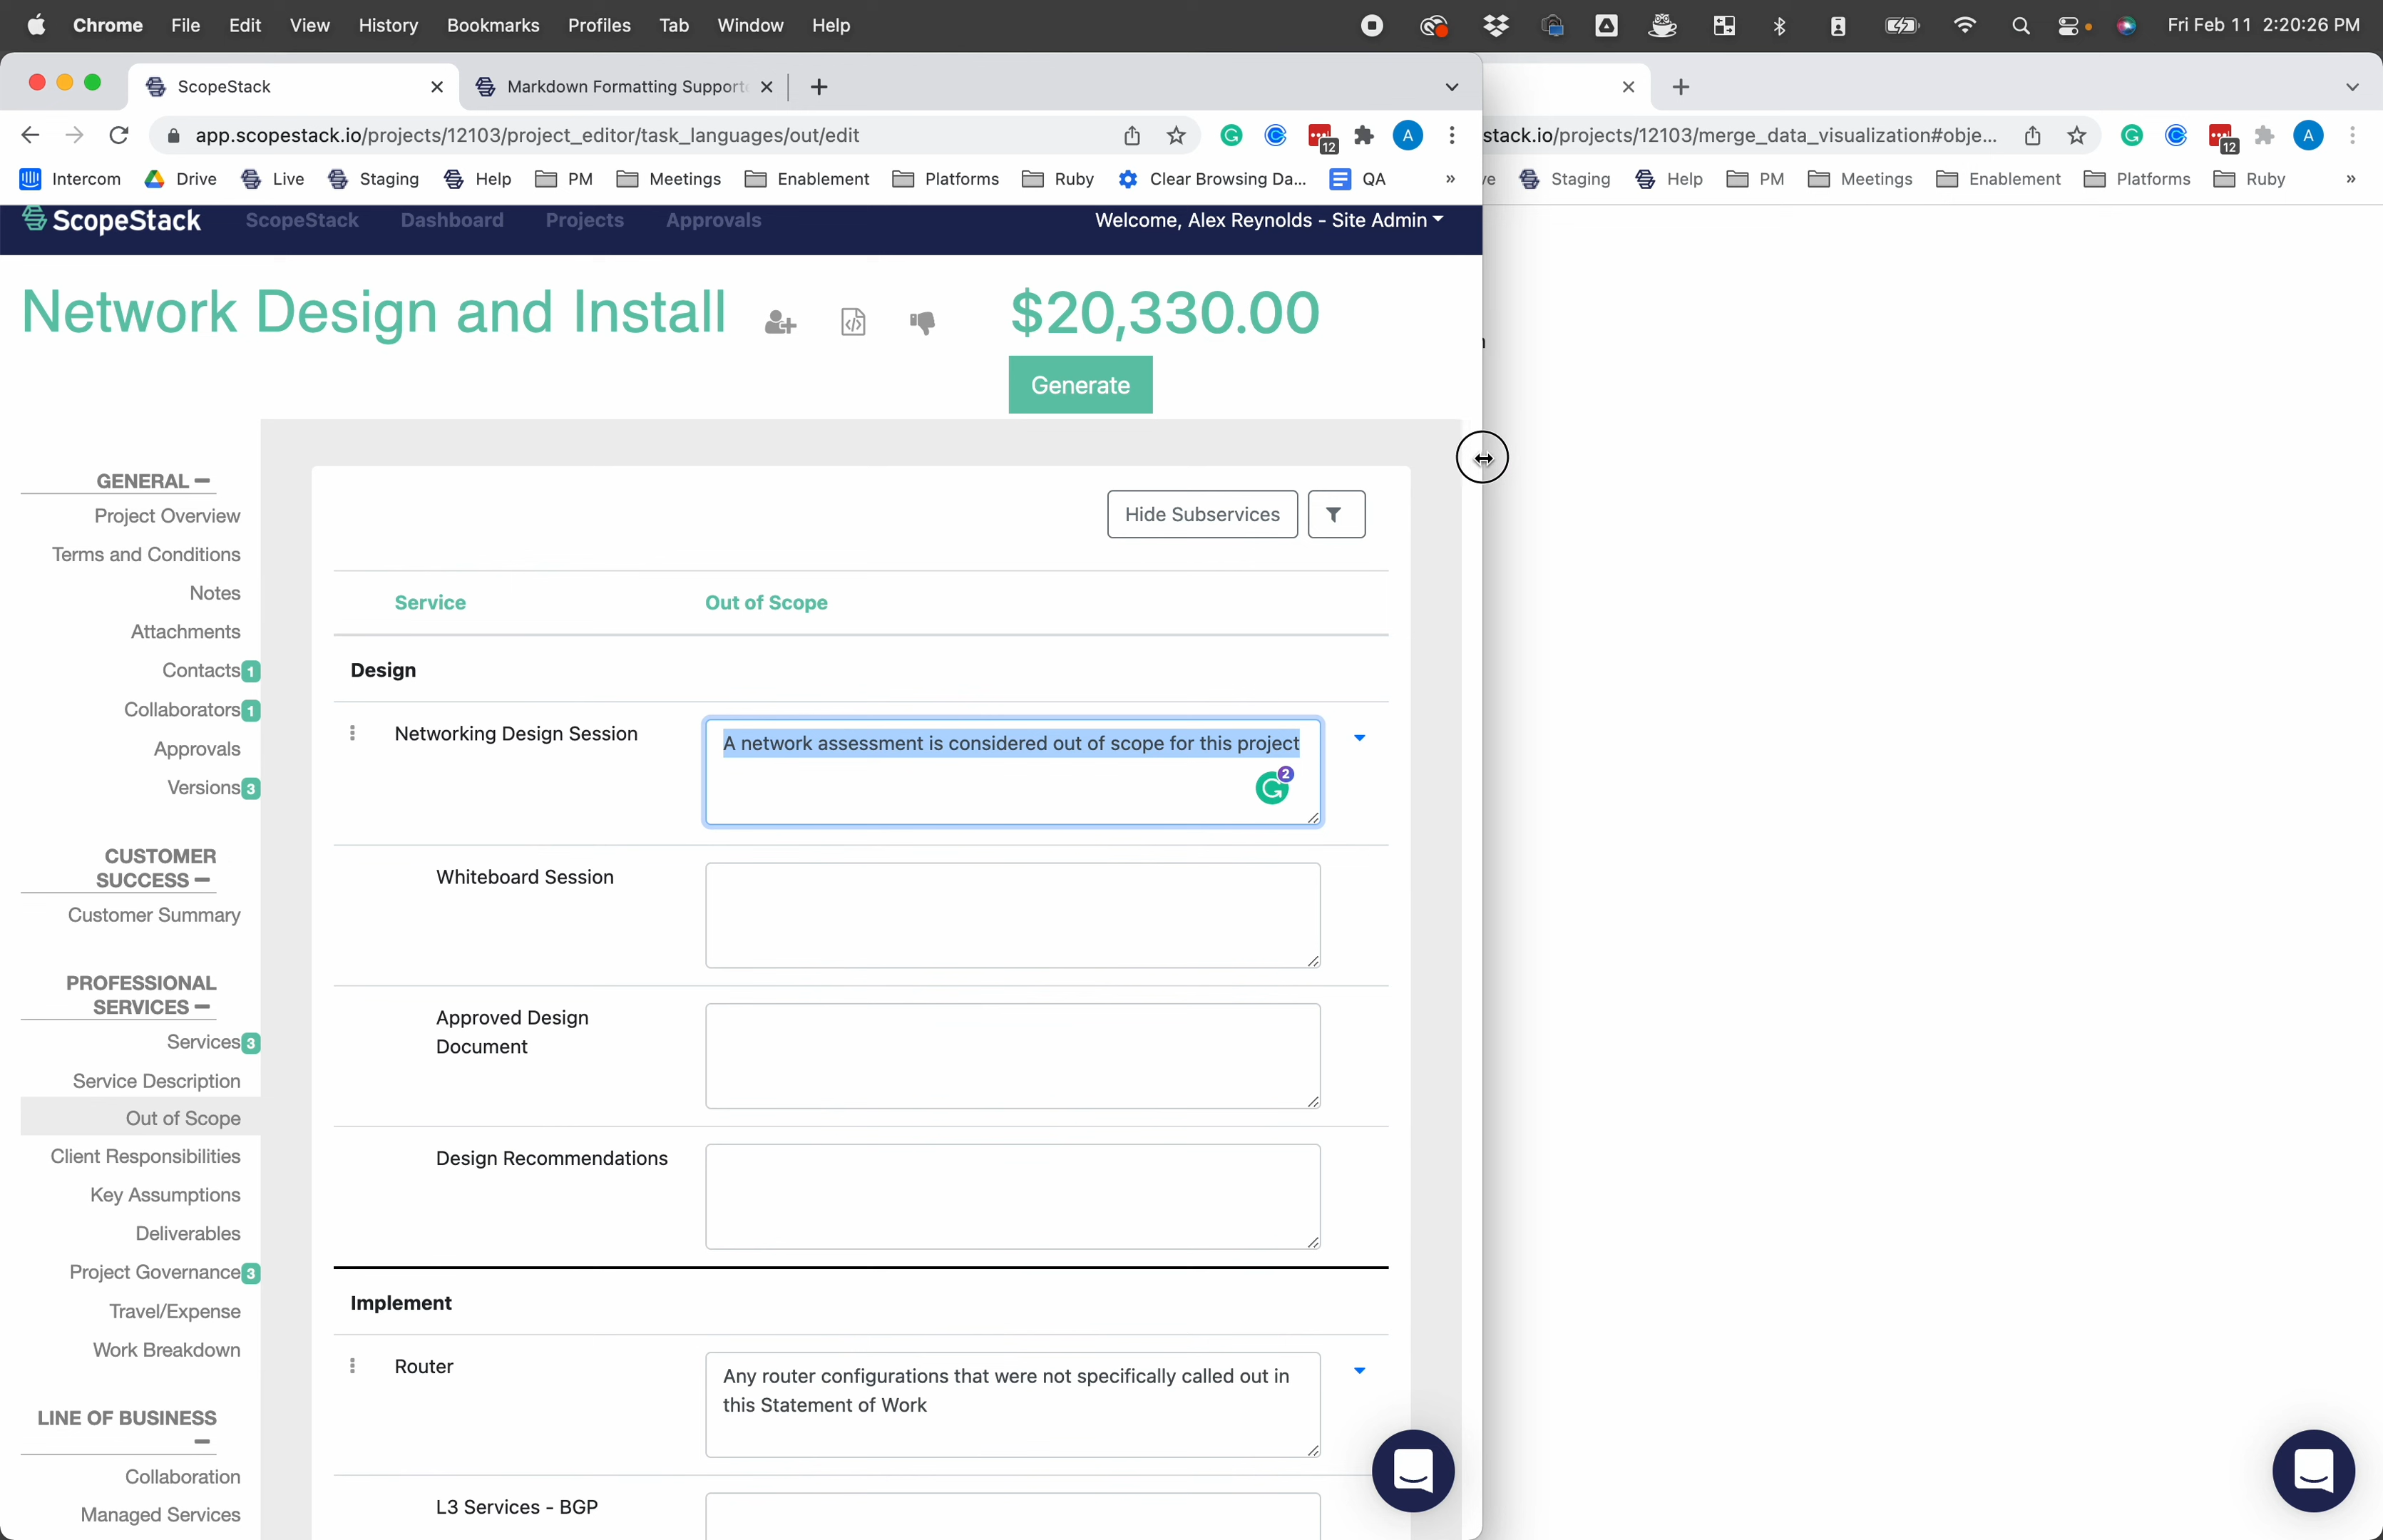 Chrome File Edit View History Bookmarks Profiles Tab Window Help Fri Feb 11 2:20:26 PM
ScopeStack
Markdown Formatting Support
app.scopestack.io/projects/12103/project_editor/task_languages/out/edit
A
12
stack.io/projects/12103/merge_data_visualization#obje...
A
12
Intercom Drive Live Staging Help PM Meetings Enablement Platforms Ruby Clear Browsing Da... QA »
ve Staging Help PM Meetings Enablement Platforms Ruby »
ScopeStack ScopeStack Dashboard Projects Approvals Welcome, Alex Reynolds - Site Admin
Network Design and Install $20,330.00
Generate
GENERAL
Project Overview
Terms and Conditions
Notes
Attachments
Contacts 1
Collaborators 1
Approvals
Versions 3
CUSTOMER
SUCCESS
Customer Summary
PROFESSIONAL
SERVICES
Services 3
Service Description
Out of Scope
Client Responsibilities
Key Assumptions
Deliverables
Project Governance 3
Travel/Expense
Work Breakdown
LINE OF BUSINESS
Collaboration
Managed Services
Hide Subservices
Service Out of Scope
Design
Networking Design Session
A network assessment is considered out of scope for this project
2
Whiteboard Session
Approved Design
Document
Design Recommendations
Implement
Router
Any router configurations that were not specifically called out in
this Statement of Work
L3 Services - BGP